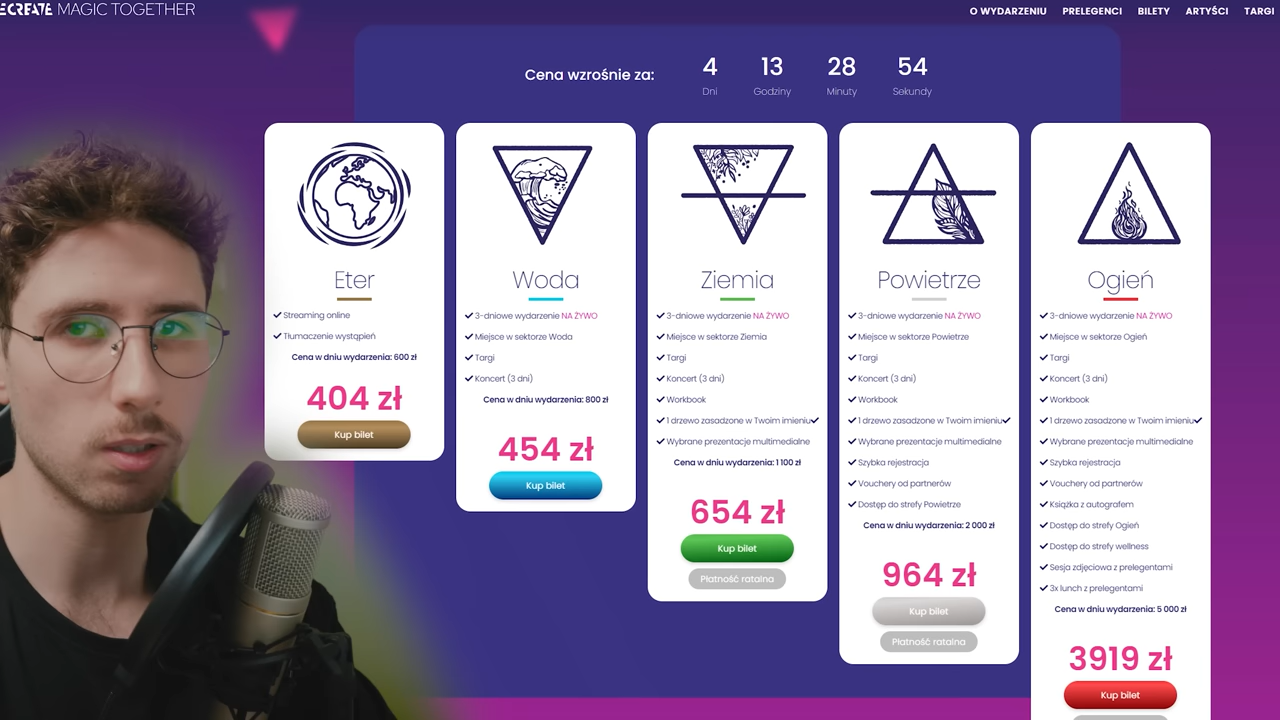 ECREATE MAGIC TOGETHER
O WYDARZENIU PRELEGENCI BILETY ARTYŚCI TARGI
Cena wzrośnie za:
4 13 28 54
Dni Godziny Minuty Sekundy
Eter
Streaming online
Tłumaczenie wystąpień
Cena w dniu wydarzenia: 600 zł
404 zł
Kup bilet
Woda
3-dniowe wydarzenie NA ŻYWO
Miejsce w sektorze Woda
Targi
Koncert (3 dni)
Cena w dniu wydarzenia: 800 zł
454 zł
Kup bilet
Ziemia
3-dniowe wydarzenie NA ŻYWO
Miejsce w sektorze Ziemia
Targi
Koncert (3 dni)
Workbook
1 drzewo zasadzone w Twoim imieniu
Wybrane prezentacje multimedialne
Cena w dniu wydarzenia: 1 100 zł
654 zł
Kup bilet
Płatność ratalna
Powietrze
3-dniowe wydarzenie NA ŻYWO
Miejsce w sektorze Powietrze
Targi
Koncert (3 dni)
Workbook
1 drzewo zasadzone w Twoim imieniu
Wybrane prezentacje multimedialne
Szybka rejestracja
Vouchery od partnerów
Dostęp do strefy Powietrze
Cena w dniu wydarzenia: 2 000 zł
964 zł
Kup bilet
Płatność ratalna
Ogień
3-dniowe wydarzenie NA ŻYWO
Miejsce w sektorze Ogień
Targi
Koncert (3 dni)
Workbook
1 drzewo zasadzone w Twoim imieniu
Wybrane prezentacje multimedialne
Szybka rejestracja
Vouchery od partnerów
Książka z autografem
Dostęp do strefy Ogień
Dostęp do strefy wellness
Sesja zdjęciowa z prelegentami
3x lunch z prelegentami
Cena w dniu wydarzenia: 5 000 zł
3919 zł
Kup bilet